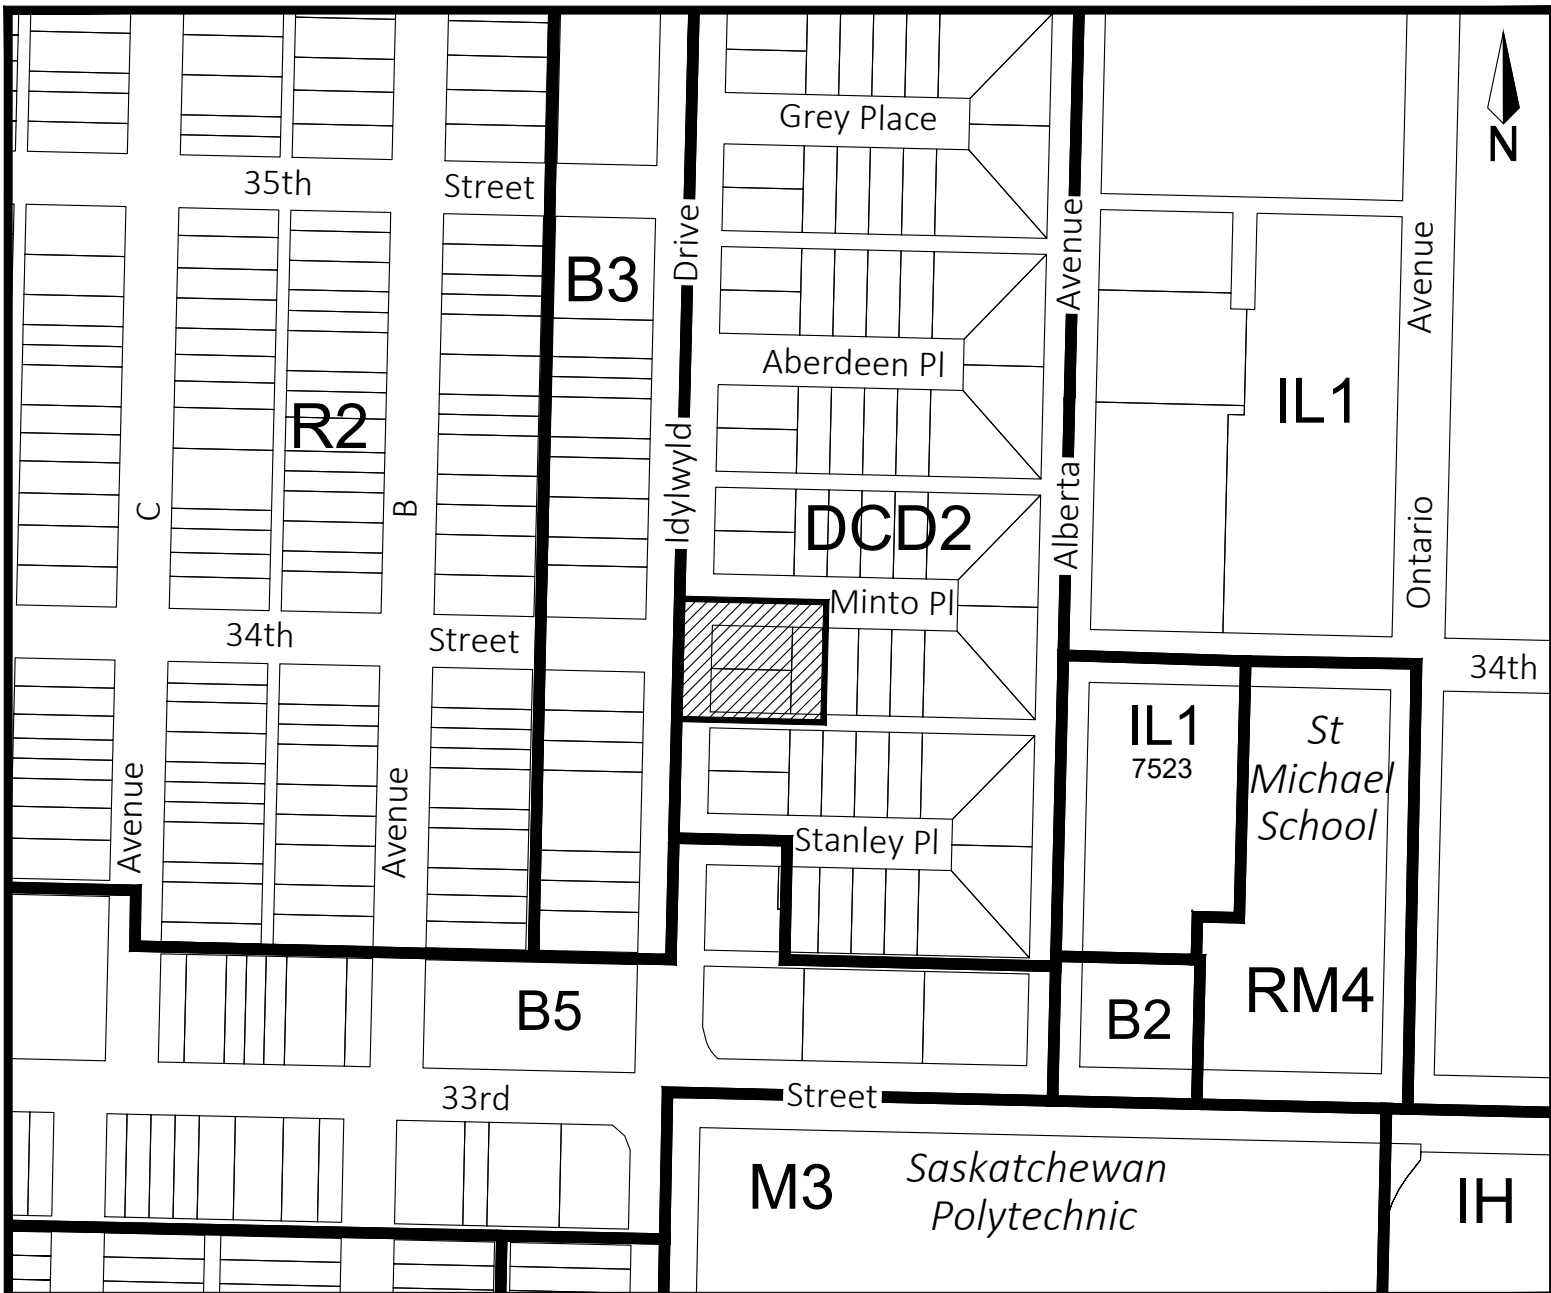 Grey Place
N
35th
Street
Drive
Avenue
Avenue
B3
Aberdeen Pl
IL1
R2
Idylwyld
C
B
DCD2
Alberta
Ontario
Minto Pl
34th
Street
34th
IL1
7523
St
Michael
School
Avenue
Avenue
Stanley Pl
B5
B2
RM4
33rd
Street
M3
Saskatchewan
Polytechnic
IH